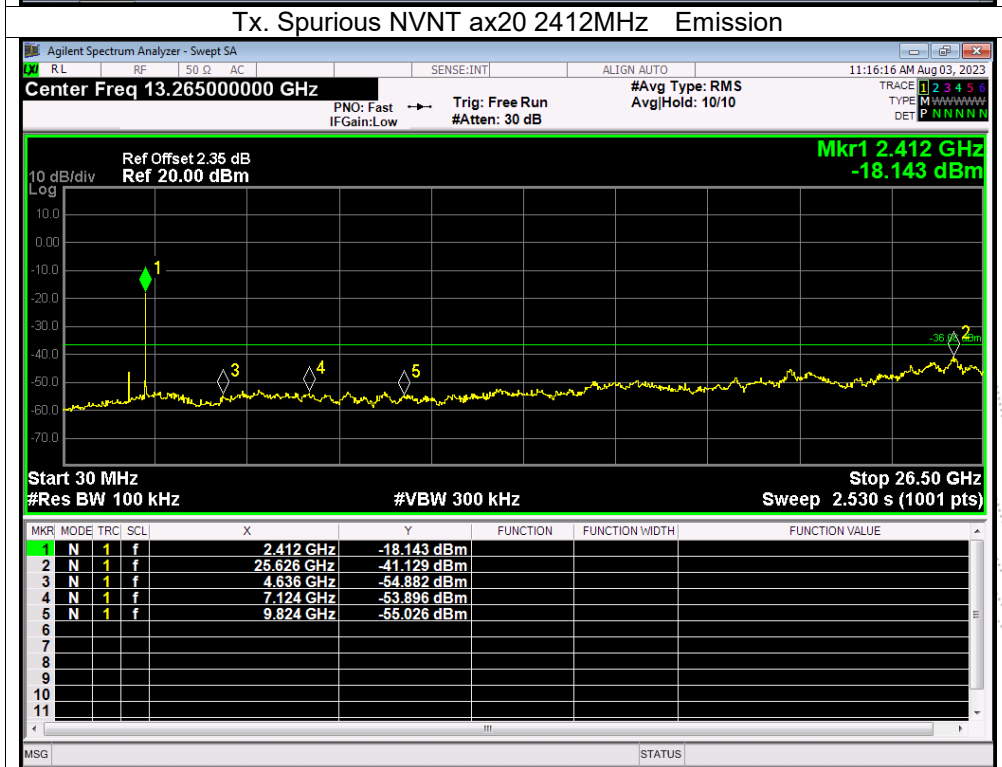 Tx. Spurious NVNT ax20 2412MHz Emission
Agilent Spectrum Analyzer - Swept SA
LXI RL RF 50 Ω AC SENSE:INT ALIGN AUTO 11:16:16 AM Aug 03, 2023
Center Freq 13.265000000 GHz
PNO: Fast
IFGain:Low
Trig: Free Run
#Atten: 30 dB
#Avg Type: RMS
Avg|Hold: 10/10
TRACE 1 2 3 4 5 6
TYPE M WWWWW
DET P N N N N N
Mkr1 2.412 GHz
-18.143 dBm
Ref Offset 2.35 dB
10 dB/div Ref 20.00 dBm
Log
10.0
0.00
-10.0
-20.0
-30.0
-40.0
-50.0
-60.0
-70.0
1
2
3
4
5
Start 30 MHz Stop 26.50 GHz
#Res BW 100 kHz #VBW 300 kHz Sweep 2.530 s (1001 pts)
MKR MODE TRC SCL X Y FUNCTION FUNCTION WIDTH FUNCTION VALUE
1 N 1 f 2.412 GHz -18.143 dBm
2 N 1 f 25.626 GHz -41.129 dBm
3 N 1 f 4.636 GHz -54.882 dBm
4 N 1 f 7.124 GHz -53.896 dBm
5 N 1 f 9.824 GHz -55.026 dBm
6
7
8
9
10
11
MSG STATUS